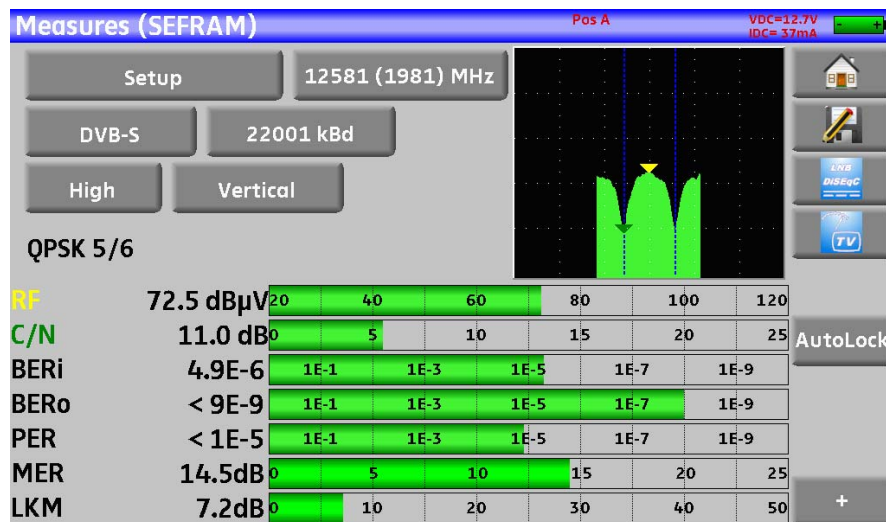 Measures (SEFRAM)
Pos A
VDC=12.7V
IDC= 37mA
- +
Setup
12581 (1981) MHz
DVB-S
22001 kBd
High
Vertical
QPSK 5/6
LNB
DiSEqC
TV
RF 72.5 dBµV 20 40 60 80 100 120
C/N 11.0 dB 0 5 10 15 20 25
AutoLock
BERi 4.9E-6 1E-1 1E-3 1E-5 1E-7 1E-9
BERo < 9E-9 1E-1 1E-3 1E-5 1E-7 1E-9
PER < 1E-5 1E-1 1E-3 1E-5 1E-7 1E-9
MER 14.5dB 0 5 10 15 20 25
LKM 7.2dB 0 10 20 30 40 50
+